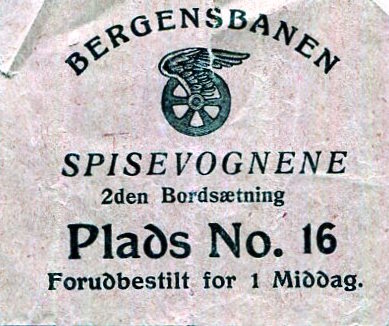 BERGENSBANEN
SPISEVOGNENE
2den Bordsætning
Plads No. 16
Forudbestilt for 1 Middag.